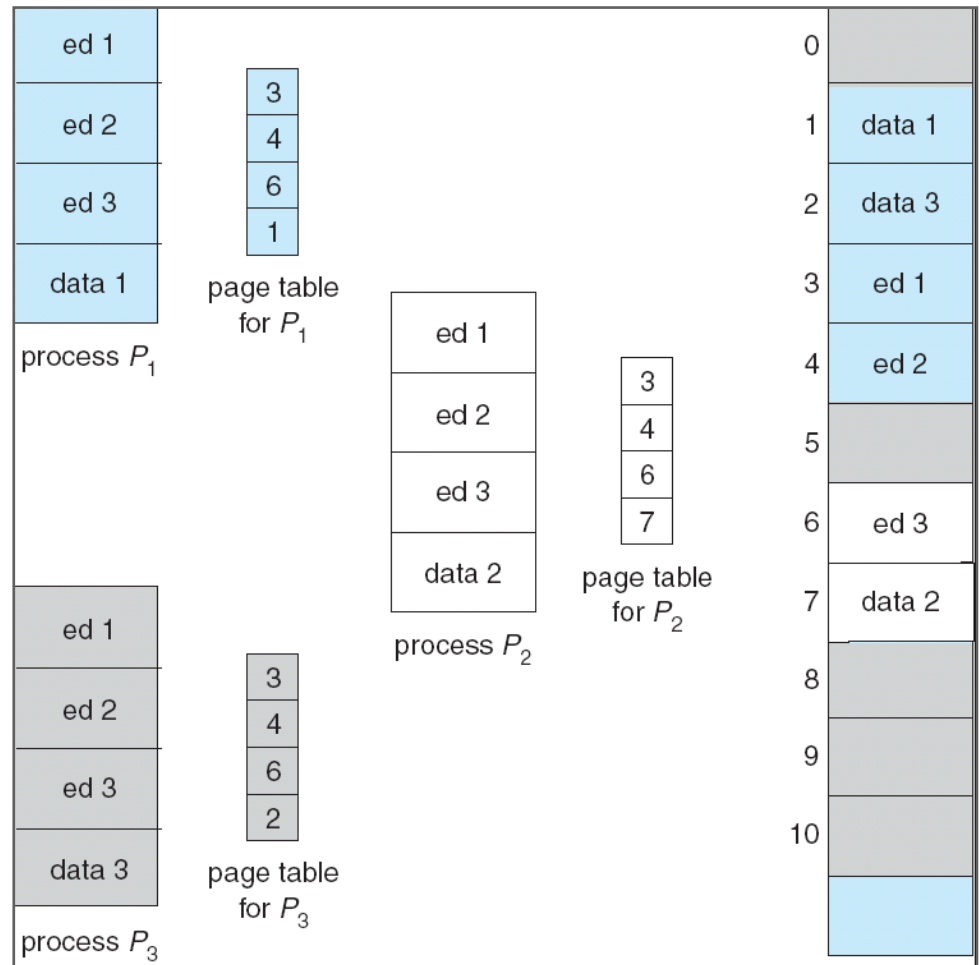 ed 1
ed 2
ed 3
data 1
process P1
3
4
6
1
page table
for P1
ed 1
ed 2
ed 3
data 2
process P2
3
4
6
7
page table
for P2
ed 1
ed 2
ed 3
data 3
process P3
3
4
6
2
page table
for P3
0
1 data 1
2 data 3
3 ed 1
4 ed 2
5
6 ed 3
7 data 2
8
9
10